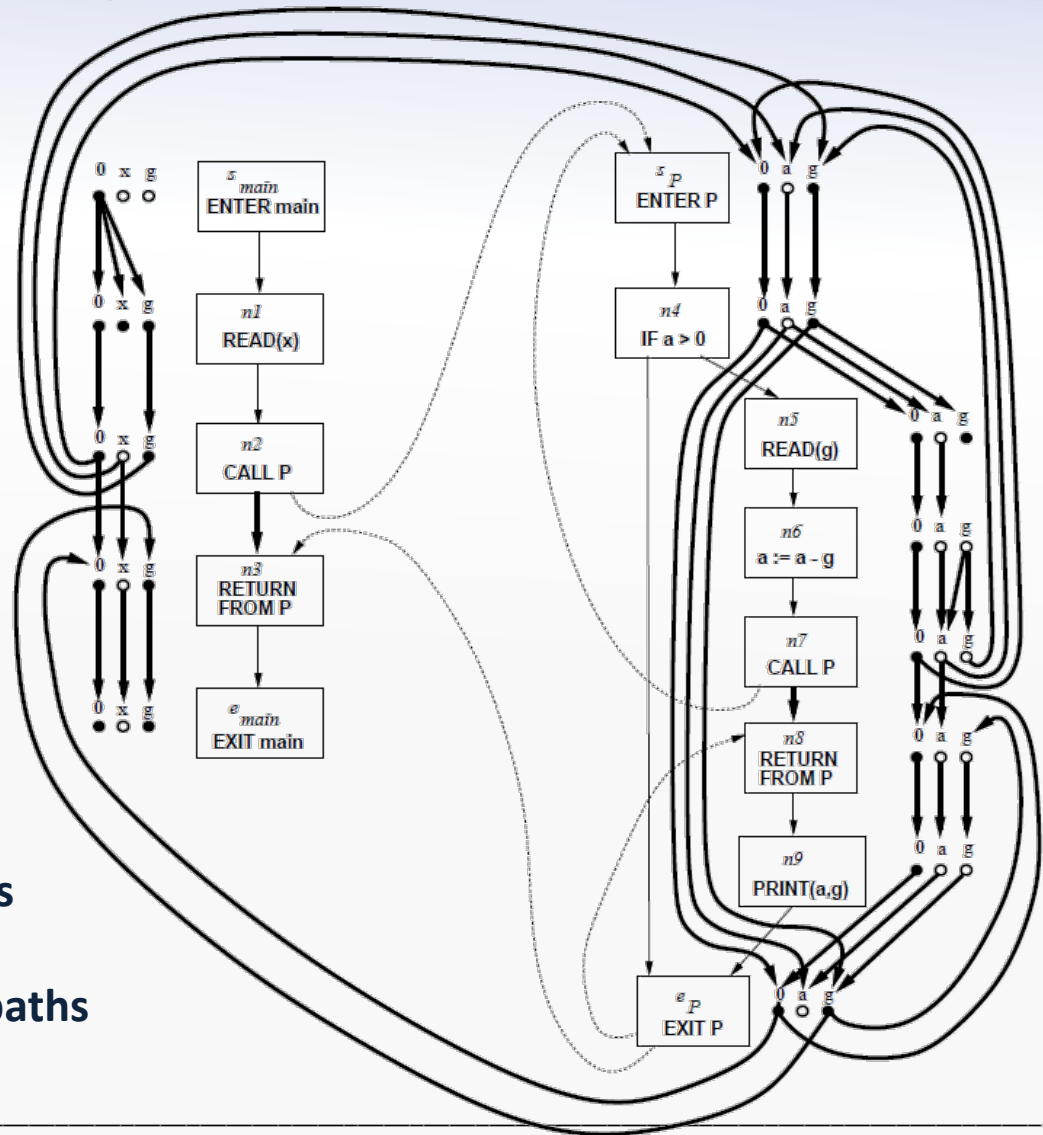 0 x g
s main
ENTER main
0 x g
n1
READ(x)
0 x g
n2
CALL P
0 x g
n3
RETURN
FROM P
0 x g
e main
EXIT main
s P
ENTER P
0 a g
n4
IF a > 0
0 a g
n5
READ(g)
0 a g
n6
a := a - g
0 a g
n7
CALL P
0 a g
n8
RETURN
FROM P
0 a g
n9
PRINT(a,g)
0 a g
e P
EXIT P
0 a g
s
paths